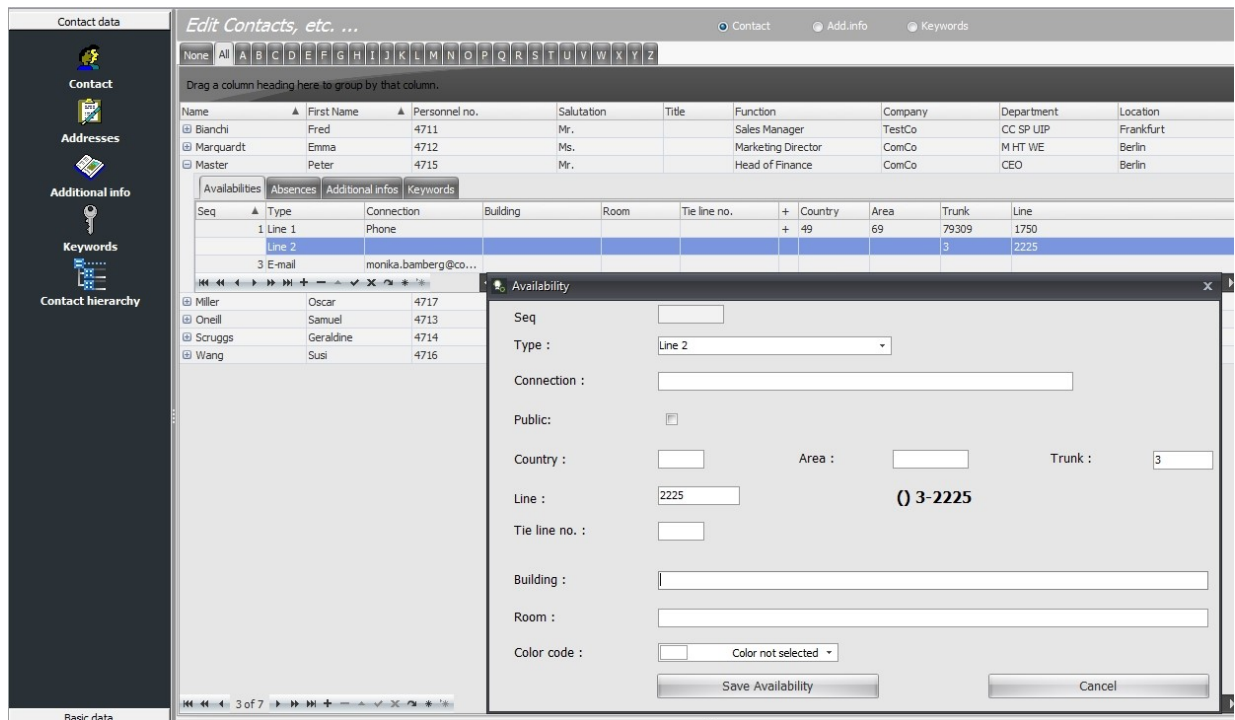 Contact data
Contact
Addresses
Additional info
Keywords
Contact hierarchy
Basic data
Edit Contacts, etc. ...
Contact Add.info Keywords
None All A B C D E F G H I J K L M N O P Q R S T U V W X Y Z
Drag a column heading here to group by that column.
Name First Name Personnel no. Salutation Title Function Company Department Location
Bianchi Fred 4711 Mr. Sales Manager TestCo CC SP UIP Frankfurt
Marquardt Emma 4712 Ms. Marketing Director ComCo M HT WE Berlin
Master Peter 4715 Mr. Head of Finance ComCo CEO Berlin
Availabilities Absences Additional infos Keywords
Seq Type Connection Building Room Tie line no. + Country Area Trunk Line
1 Line 1 Phone + 49 69 79309 1750
Line 2 3 2225
3 E-mail monika.bamberg@co...
Miller Oscar 4717
Oneill Samuel 4713
Scruggs Geraldine 4714
Wang Susi 4716
3 of 7
Availability x
Seq
Type : Line 2
Connection :
Public:
Country : Area : Trunk : 3
Line : 2225 () 3-2225
Tie line no. :
Building :
Room :
Color code : Color not selected
Save Availability Cancel